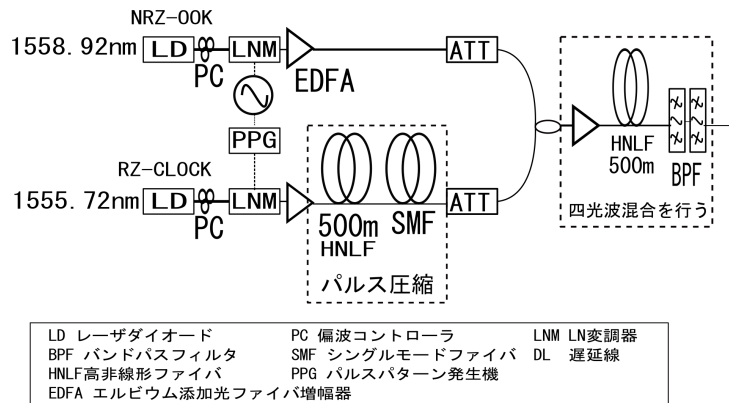 NRZ-OOK
1558.92nm LD PC LNM EDFA ATT
PPG
RZ-CLOCK
1555.72nm LD PC LNM 500m HNLF SMF ATT
パルス圧縮
HNLF
500m
BPF
四光波混合を行う
LD レーザダイオード PC 偏波コントローラ LNM LN変調器
BPF バンドパスフィルタ SMF シングルモードファイバ DL 遅延線
HNLF高非線形ファイバ PPG パルスパターン発生機
EDFA エルビウム添加光ファイバ増幅器